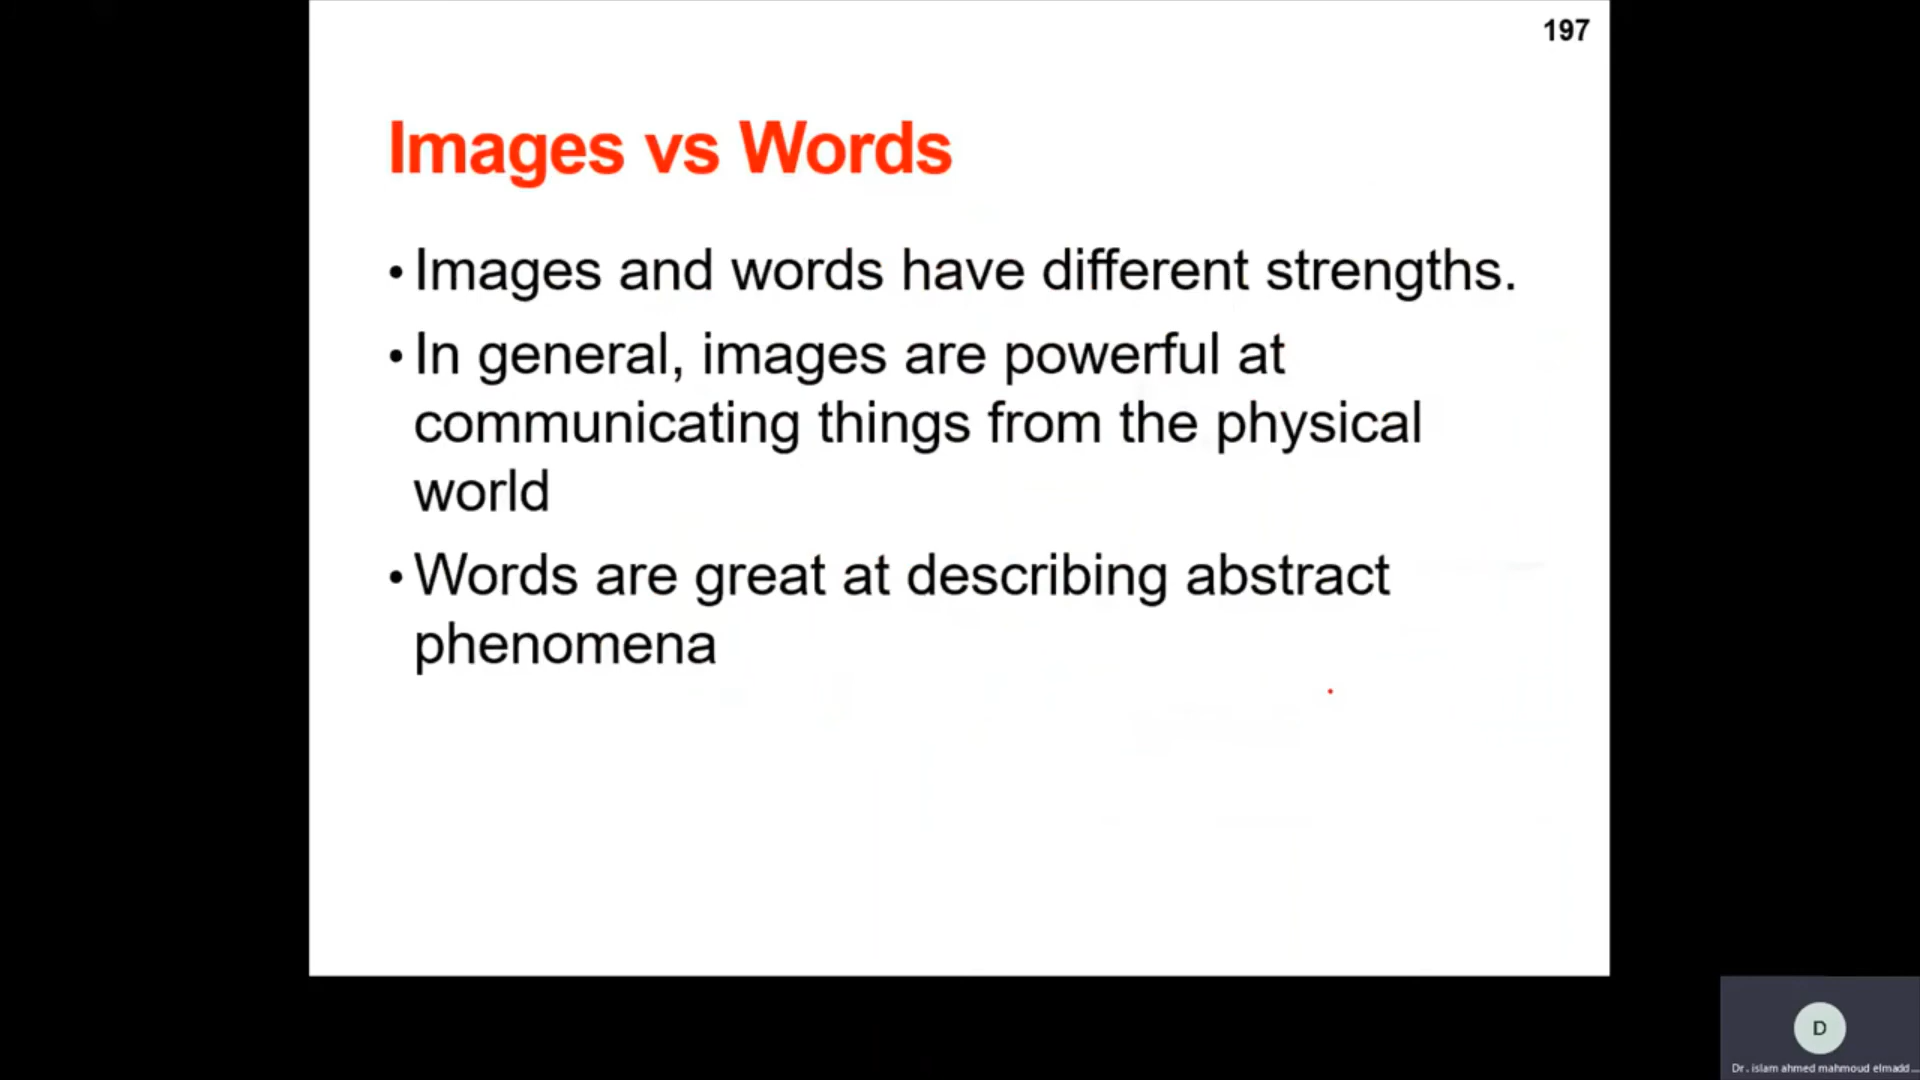 197
Images vs Words
• Images and words have different strengths.
• In general, images are powerful at
communicating things from the physical
world
• Words are great at describing abstract
phenomena
D
Dr. islam ahmed mahmoud elmadd...